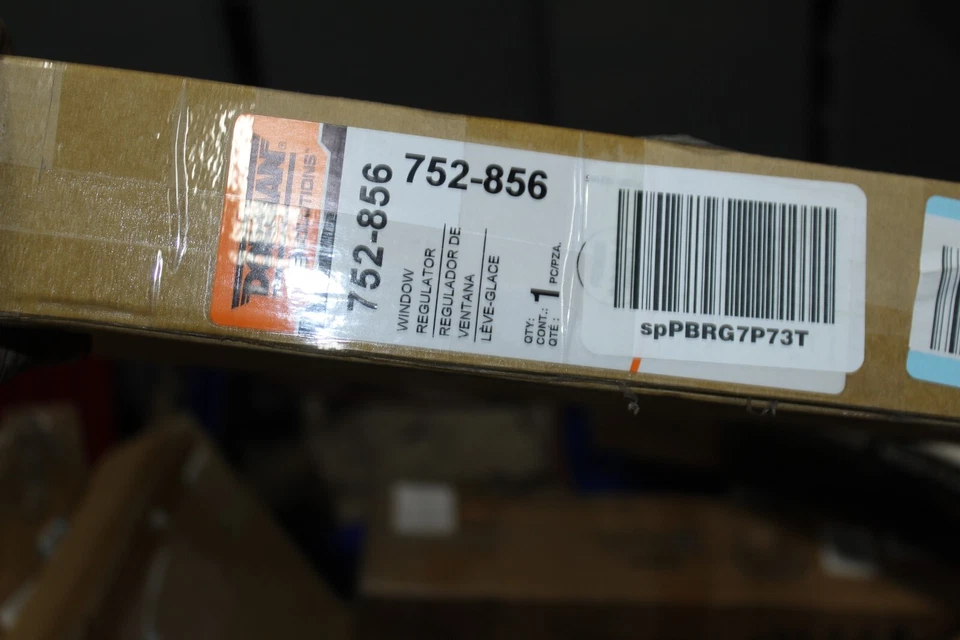 752-856
752-856
WINDOW
REGULATOR
REGULADOR DE
VENTANA
LÈVE-GLACE
QTY:
CONT.:
QTÉ:
1 PC/PZA.
spPBRG7P73T